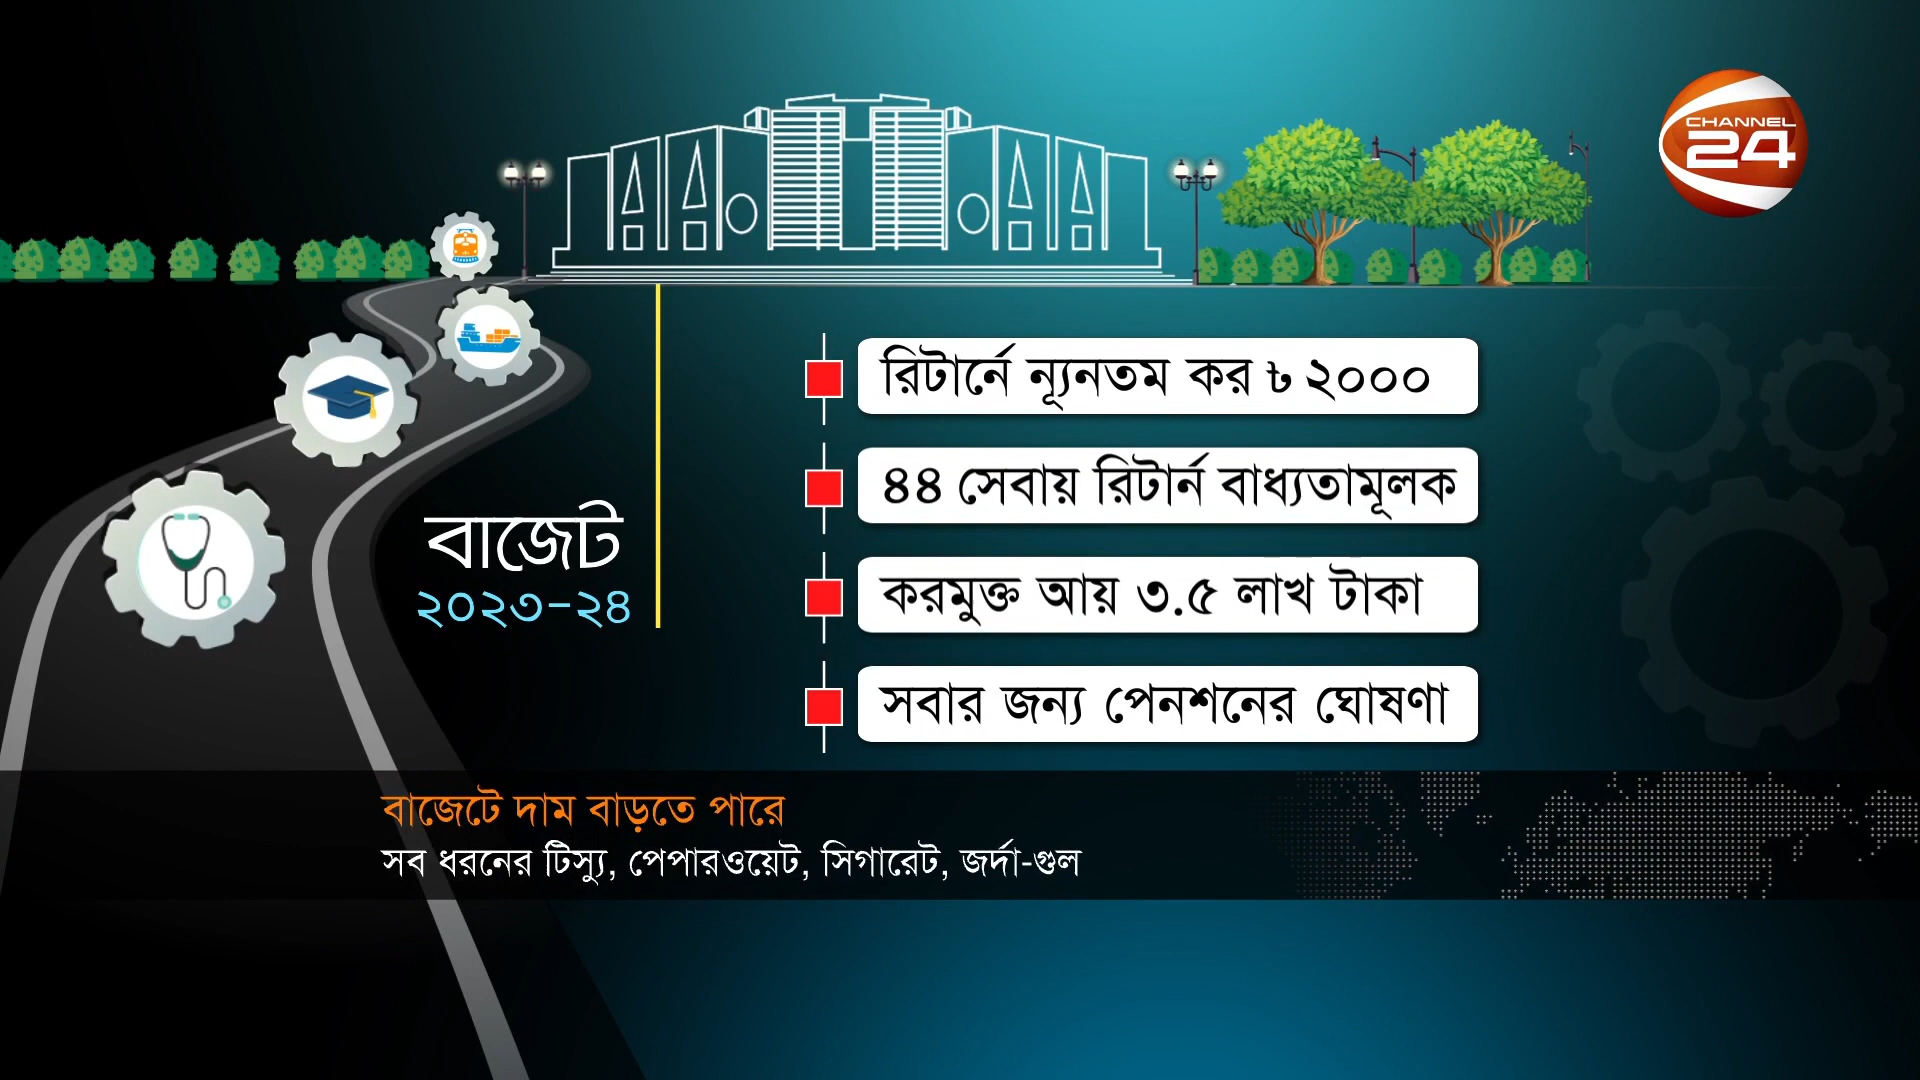 CHANNEL
24
রিটার্নে ন্যূনতম কর ৳ ২০০০
৪৪ সেবায় রিটার্ন বাধ্যতামূলক
করমুক্ত আয় ৩.৫ লাখ টাকা
সবার জন্য পেনশনের ঘোষণা
বাজেট
২০২৩-২৪
বাজেটে দাম বাড়তে পারে
সব ধরনের টিস্যু, পেপারওয়েট, সিগারেট, জর্দা-গুল